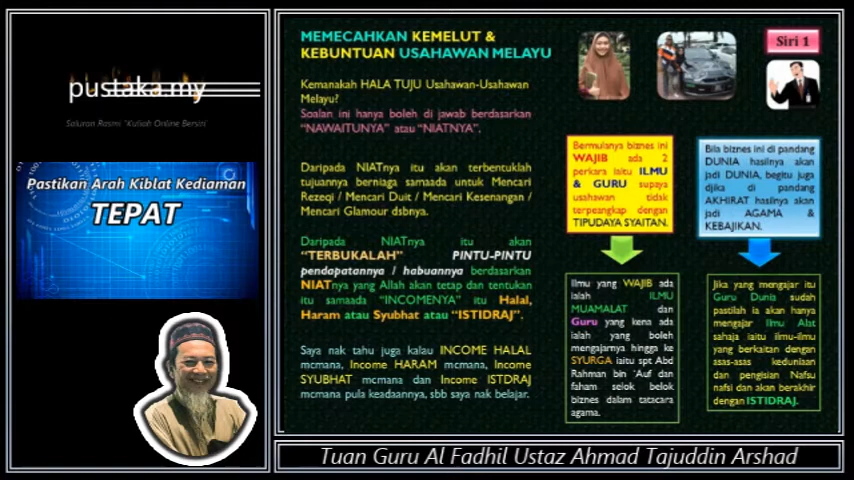 pustaka.my
Saluran Rasmi "Kuliah Online Bersiri
Pastikan Arah Kiblat Kediaman
TEPAT
MEMECAHKAN KEMELUT &
KEBUNTUAN USAHAWAN MELAYU
Siri 1
Kemanakah HALA TUJU Usahawan-Usahawan
Melayu?
Soalan ini hanya boleh di jawab berdasarkan
"NAWAITUNYA" atau "NIATNYA".
Daripada NIATnya itu akan terbentuklah
tujuannya berniaga samaada untuk Mencari
Rezeqi / Mencari Duit / Mencari Kesenangan /
Mencari Glamour dsbnya.
Daripada NIATnya itu akan
"TERBUKALAH" PINTU-PINTU
pendapatannya / habuannya berdasarkan
NIATnya yang Allah akan tetap dan tentukan
itu samaada "INCOMENYA" itu Halal,
Haram atau Syubhat atau "ISTIDRAJ".
Saya nak tahu juga kalau INCOME HALAL
mcmana, Income HARAM mcmana, Income
SYUBHAT mcmana dan Income ISTDRAJ
mcmana pula keadaannya, sbb saya nak belajar.
Bermulanya biznes ini
WAJIB ada 2
perkara iaitu ILMU
& GURU supaya
usahawan tidak
terpeangkap dengan
TIPUDAYA SYAITAN.
Bila biznes ini di pandang
DUNIA hasilnya akan
jadi DUNIA, begitu juga
djika di pandang
AKHIRAT hasilnya akan
jadi AGAMA &
KEBAJIKAN.
Ilmu yang WAJIB ada
ialah ILMU
MUAMALAT dan
Guru yang kena ada
ialah yang boleh
mengajarnya hingga ke
SYURGA iaitu spt Abd
Rahman bin 'Auf dan
faham selok belok
biznes dalam tatacara
agama.
Jika yang mengajar itu
Guru Dunia sudah
pastilah ia akan hanya
mengajar Ilmu Alat
sahaja iaitu ilmu-ilmu
yang berkaitan dengan
asas-asas keduniaan
dan pengisian Nafsu
nafsi dan akan berakhir
dengan ISTIDRAJ.
Tuan Guru Al Fadhil Ustaz Ahmad Tajuddin Arshad